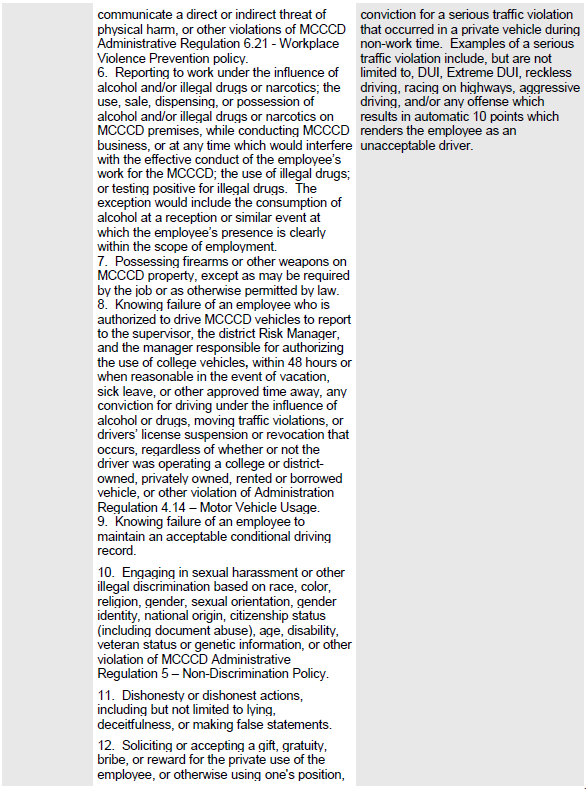 communicate a direct or indirect threat of
physical harm, or other violations of MCCCD
Administrative Regulation 6.21 - Workplace
Violence Prevention policy.
6.  Reporting to work under the influence of
alcohol and/or illegal drugs or narcotics; the
use, sale, dispensing, or possession of
alcohol and/or illegal drugs or narcotics on
MCCCD premises, while conducting MCCCD
business, or at any time which would interfere
with the effective conduct of the employee's
work for the MCCCD; the use of illegal drugs;
or testing positive for illegal drugs.  The
exception would include the consumption of
alcohol at a reception or similar event at
which the employee's presence is clearly
within the scope of employment.
7.  Possessing firearms or other weapons on
MCCCD property, except as may be required
by the job or as otherwise permitted by law.
8.  Knowing failure of an employee who is
authorized to drive MCCCD vehicles to report
to the supervisor, the district Risk Manager,
and the manager responsible for authorizing
the use of college vehicles, within 48 hours or
when reasonable in the event of vacation,
sick leave, or other approved time away, any
conviction for driving under the influence of
alcohol or drugs, moving traffic violations, or
drivers' license suspension or revocation that
occurs, regardless of whether or not the
driver was operating a college or district-
owned, privately owned, rented or borrowed
vehicle, or other violation of Administration
Regulation 4.14 – Motor Vehicle Usage.
9.  Knowing failure of an employee to
maintain an acceptable conditional driving
record.
10.  Engaging in sexual harassment or other
illegal discrimination based on race, color,
religion, gender, sexual orientation, gender
identity, national origin, citizenship status
(including document abuse), age, disability,
veteran status or genetic information, or other
violation of MCCCD Administrative
Regulation 5 – Non-Discrimination Policy.
11.  Dishonesty or dishonest actions,
including but not limited to lying,
deceitfulness, or making false statements.
12.  Soliciting or accepting a gift, gratuity,
bribe, or reward for the private use of the
employee, or otherwise using one's position,
conviction for a serious traffic violation
that occurred in a private vehicle during
non-work time.  Examples of a serious
traffic violation include, but are not
limited to, DUI, Extreme DUI, reckless
driving, racing on highways, aggressive
driving, and/or any offense which
results in automatic 10 points which
renders the employee as an
unacceptable driver.